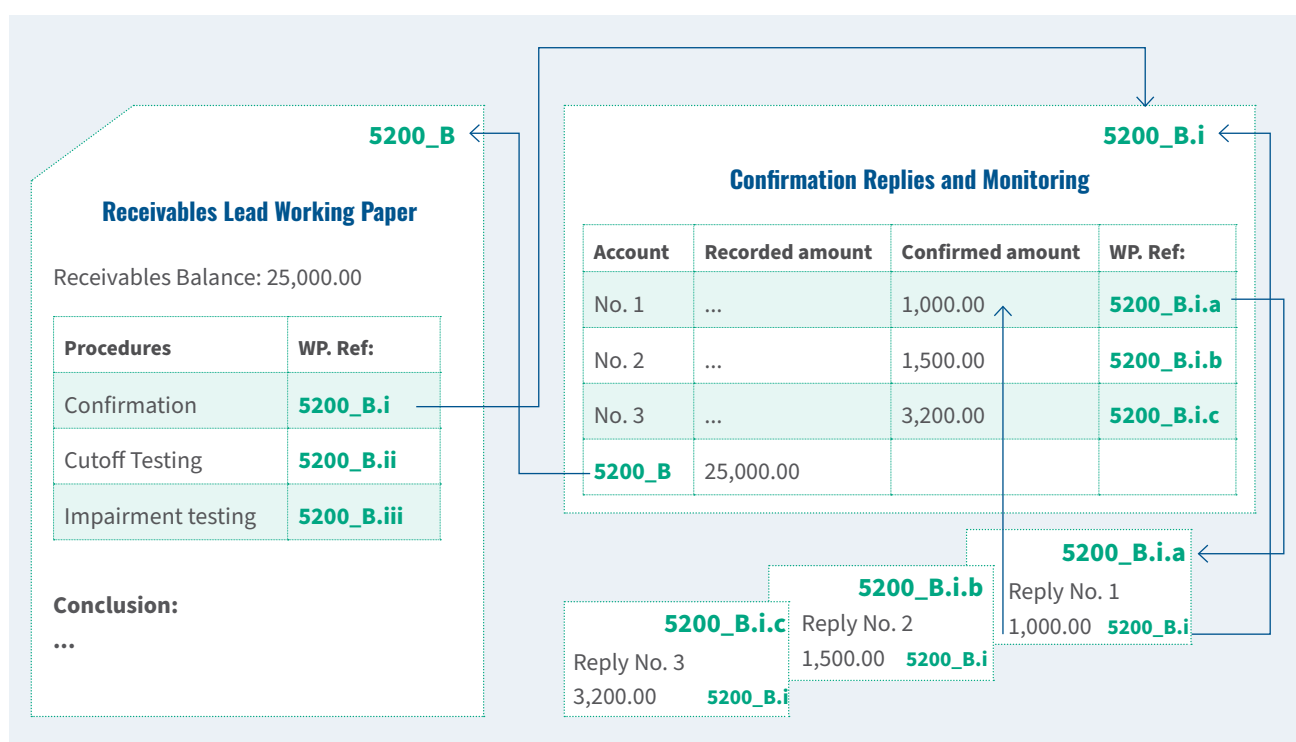 5200_B
Receivables Lead Working Paper
Receivables Balance: 25,000.00
Procedures WP. Ref:
Confirmation 5200_B.i
Cutoff Testing 5200_B.ii
Impairment testing 5200_B.iii
Conclusion:
...
5200_B.i
Confirmation Replies and Monitoring
Account Recorded amount Confirmed amount WP. Ref:
No. 1 ... 1,000.00 5200_B.i.a
No. 2 ... 1,500.00 5200_B.i.b
No. 3 ... 3,200.00 5200_B.i.c
5200_B 25,000.00
5200_B.i.a
Reply No. 1
1,000.00 5200_B.i
5200_B.i.b
Reply No. 2
1,500.00 5200_B.i
5200_B.i.c
Reply No. 3
3,200.00 5200_B.i